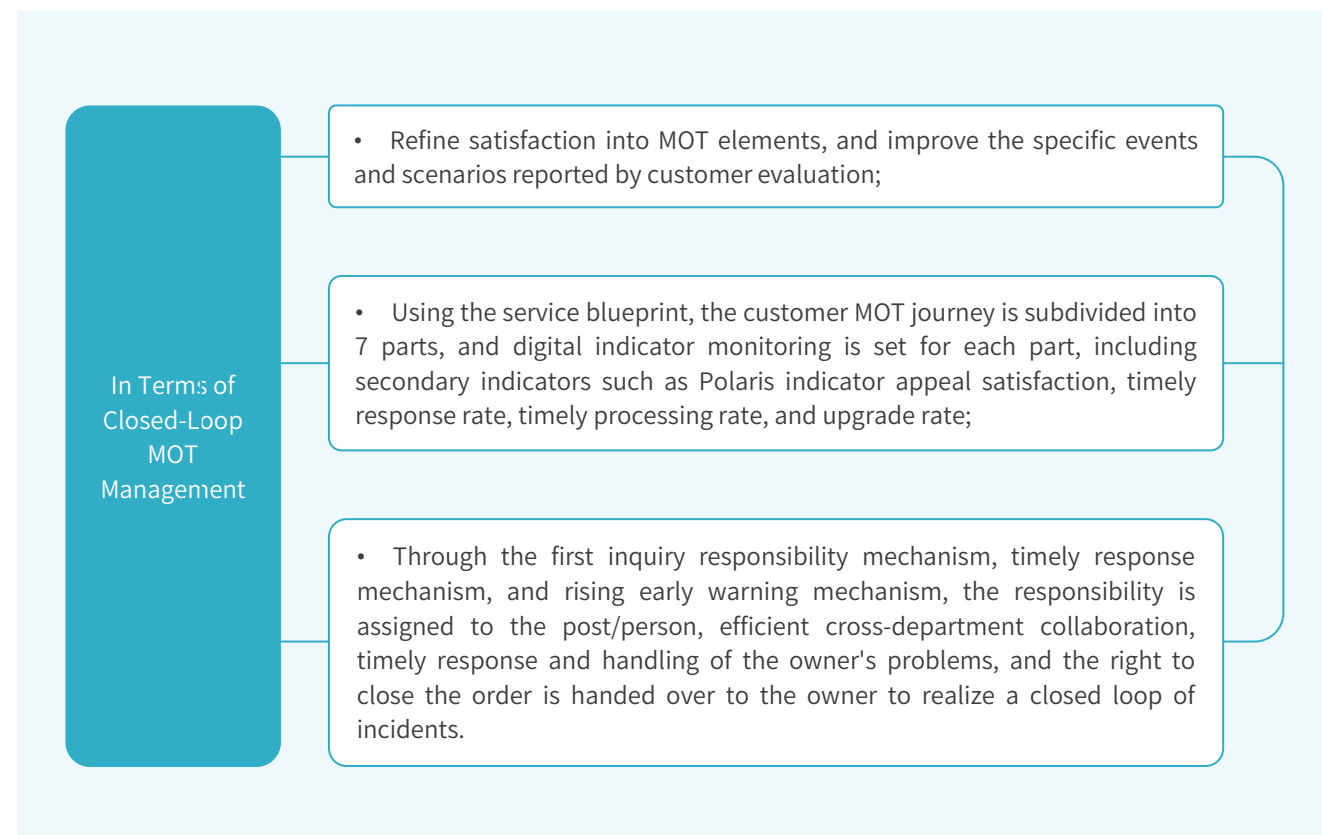 In Terms of
Closed-Loop
MOT
Management
• Refine satisfaction into MOT elements, and improve the specific events
and scenarios reported by customer evaluation;
• Using the service blueprint, the customer MOT journey is subdivided into
7 parts, and digital indicator monitoring is set for each part, including
secondary indicators such as Polaris indicator appeal satisfaction, timely
response rate, timely processing rate, and upgrade rate;
• Through the first inquiry responsibility mechanism, timely response
mechanism, and rising early warning mechanism, the responsibility is
assigned to the post/person, efficient cross-department collaboration,
timely response and handling of the owner's problems, and the right to
close the order is handed over to the owner to realize a closed loop of
incidents.